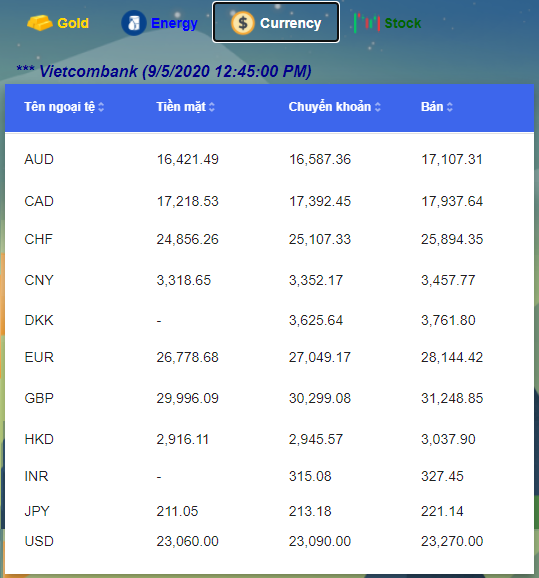 Gold Energy Currency Stock
*** Vietcombank (9/5/2020 12:45:00 PM)
Tên ngoại tệ Tiền mặt Chuyển khoản Bán
AUD 16,421.49 16,587.36 17,107.31
CAD 17,218.53 17,392.45 17,937.64
CHF 24,856.26 25,107.33 25,894.35
CNY 3,318.65 3,352.17 3,457.77
DKK - 3,625.64 3,761.80
EUR 26,778.68 27,049.17 28,144.42
GBP 29,996.09 30,299.08 31,248.85
HKD 2,916.11 2,945.57 3,037.90
INR - 315.08 327.45
JPY 211.05 213.18 221.14
USD 23,060.00 23,090.00 23,270.00